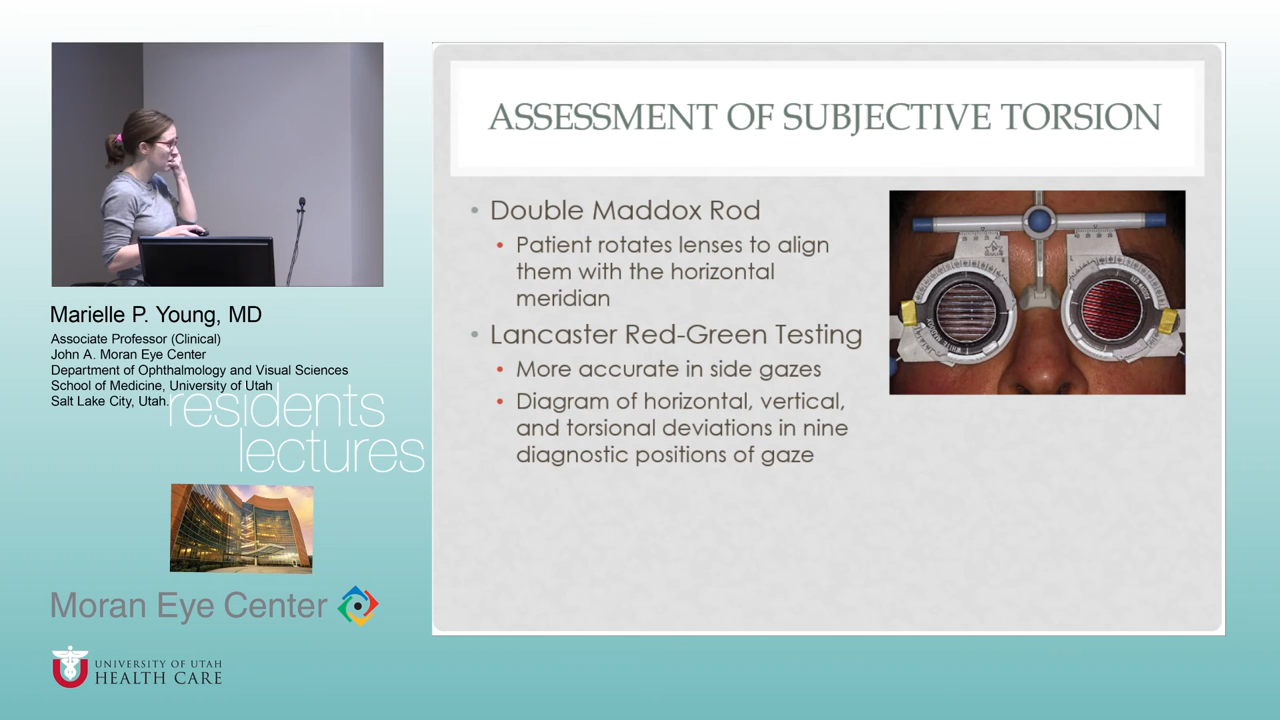 ASSESSMENT OF SUBJECTIVE TORSION
• Double Maddox Rod
• Patient rotates lenses to align
them with the horizontal
meridian
• Lancaster Red-Green Testing
• More accurate in side gazes
• Diagram of horizontal, vertical,
and torsional deviations in nine
diagnostic positions of gaze
Marielle P. Young, MD
Associate Professor (Clinical)
John A. Moran Eye Center
Department of Ophthalmology and Visual Sciences
School of Medicine, University of Utah
Salt Lake City, Utah.
residents
lectures
Moran Eye Center
UNIVERSITY OF UTAH
HEALTH CARE